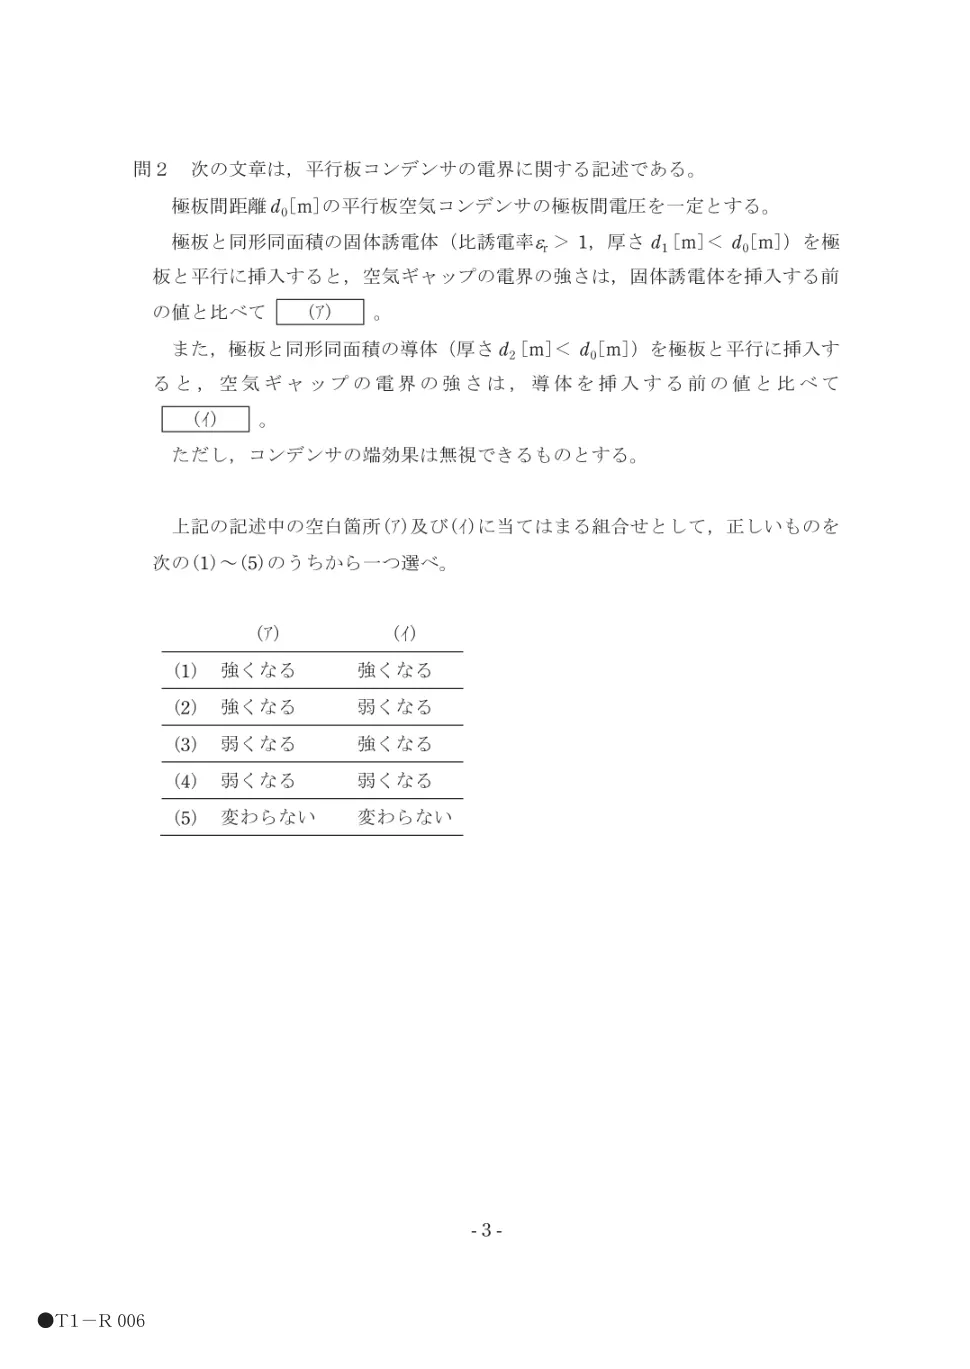 問２　次の文章は，平行板コンデンサの電界に関する記述である。
極板間距離 d₀[m]の平行板空気コンデンサの極板間電圧を一定とする。
極板と同形同面積の固体誘電体（比誘電率εᵣ＞ 1，厚さ d₁ [m]＜ d₀[m]）を極
板と平行に挿入すると，空気ギャップの電界の強さは，固体誘電体を挿入する前
の値と比べて (ｱ) 。
また，極板と同形同面積の導体（厚さ d₂ [m]＜ d₀[m]）を極板と平行に挿入す
ると，空気ギャップの電界の強さは，導体を挿入する前の値と比べて
(ｲ) 。
ただし，コンデンサの端効果は無視できるものとする。
上記の記述中の空白箇所(ｱ)及び(ｲ)に当てはまる組合せとして，正しいものを
次の(1)～(5)のうちから一つ選べ。
(ｱ)　(ｲ)
(1)　強くなる　強くなる
(2)　強くなる　弱くなる
(3)　弱くなる　強くなる
(4)　弱くなる　弱くなる
(5)　変わらない　変わらない
- 3 -
●T1－R 006